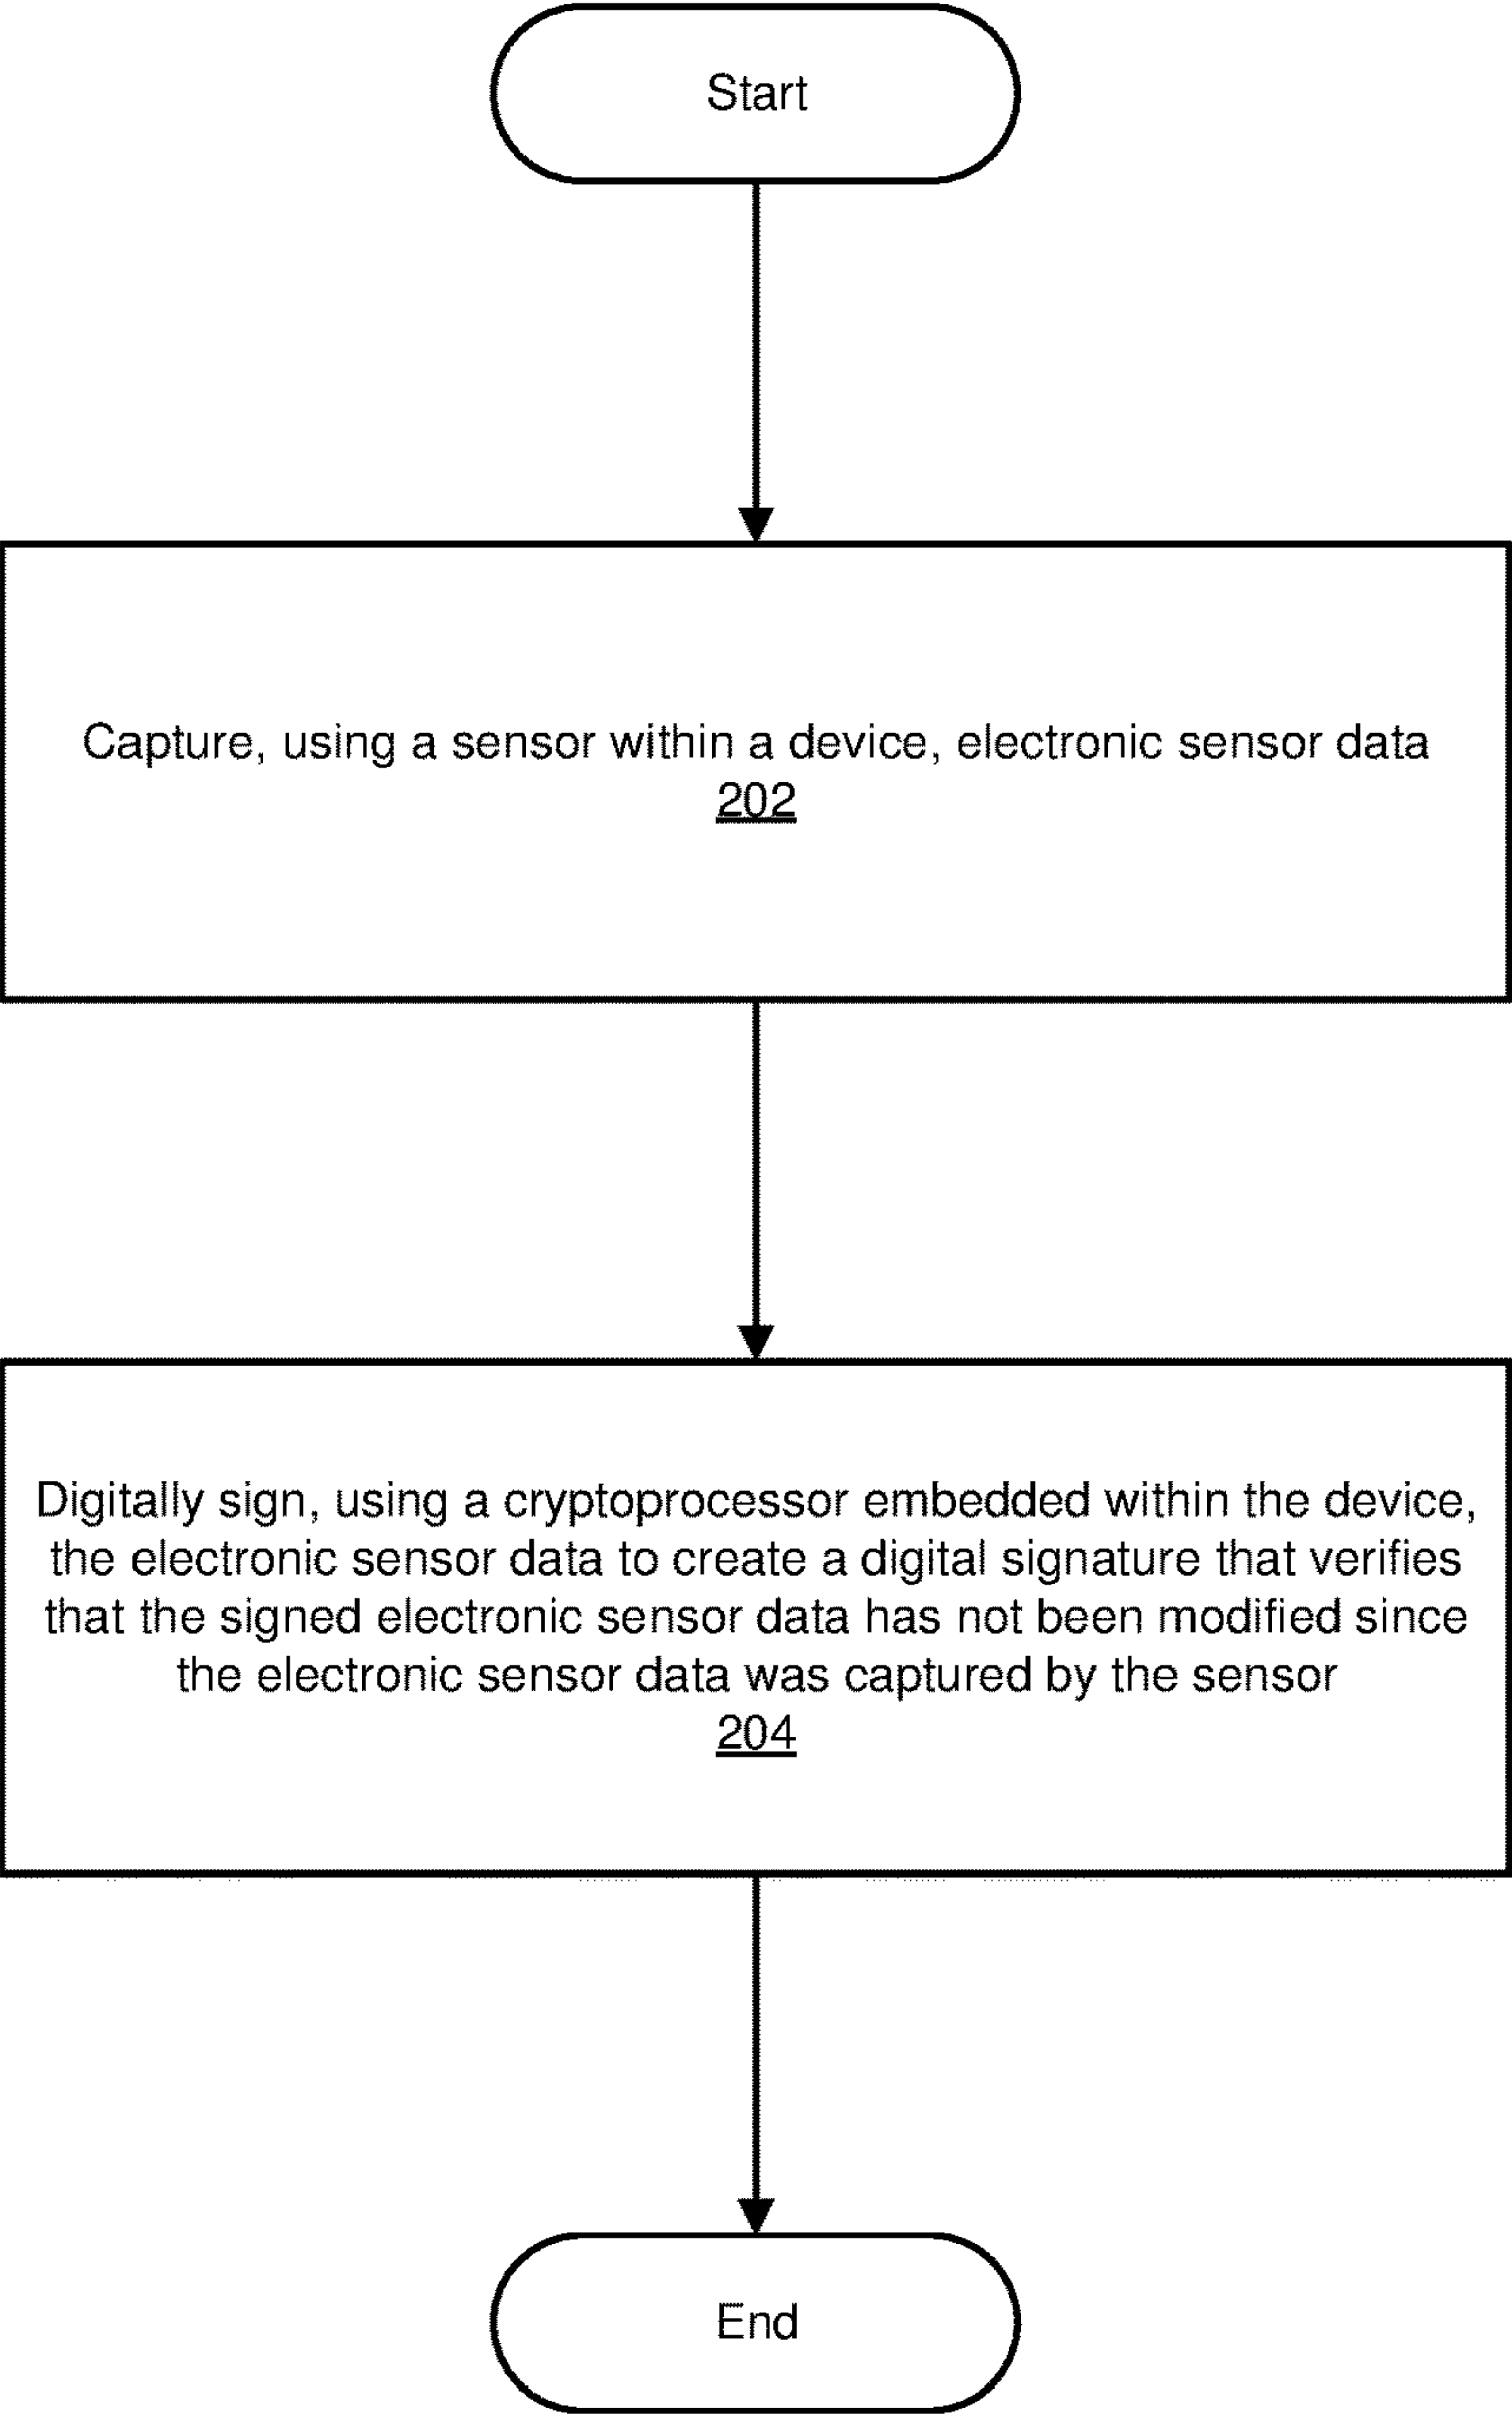 Start
Capture, using a sensor within a device, electronic sensor data
202
Digitally sign, using a cryptoprocessor embedded within the device,
the electronic sensor data to create a digital signature that verifies
that the signed electronic sensor data has not been modified since
the electronic sensor data was captured by the sensor
204
End